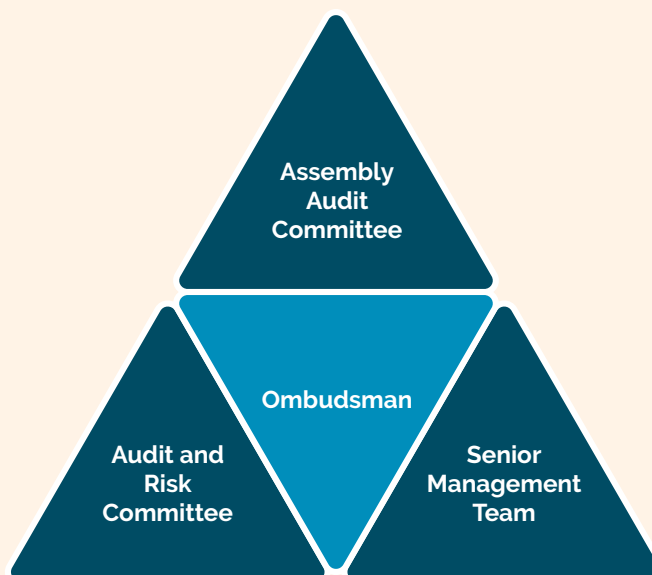 Assembly
Audit
Committee
Ombudsman
Audit and
Risk
Committee
Senior
Management
Team